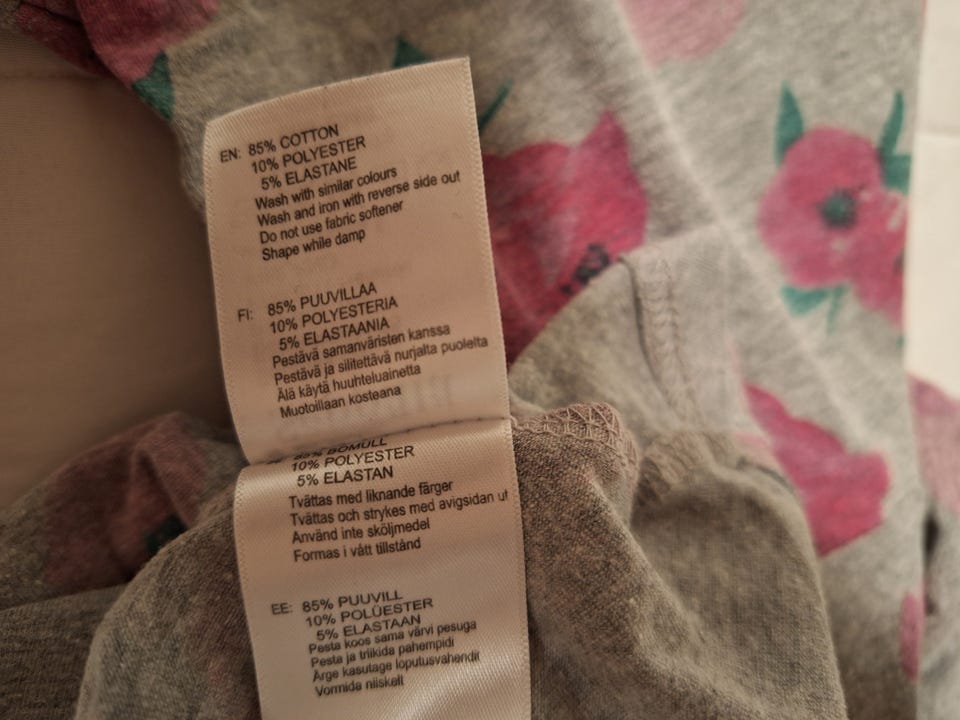 EN: 85% COTTON
10% POLYESTER
5% ELASTANE
Wash with similar colours
Wash and iron with reverse side out
Do not use fabric softener
Shape while damp
FI: 85% PUUVILLAA
10% POLYESTERIA
5% ELASTAANIA
Pestävä samanväristen kanssa
Pestävä ja silitettävä nurjalta puolelta
Älä käytä huuhteluainetta
Muotoillaan kosteana
85% BOMULL
10% POLYESTER
5% ELASTAN
Tvättas med liknande färger
Tvättas och strykes med avigsidan ut
Använd inte sköljmedel
Formas i vått tillstånd
EE: 85% PUUVILL
10% POLÜESTER
5% ELASTAAN
Pesta koos sama värvi pesuga
Pesta ja triikida pahempidi
Ärge kasutage loputusvahendit
Vormida niiskelt